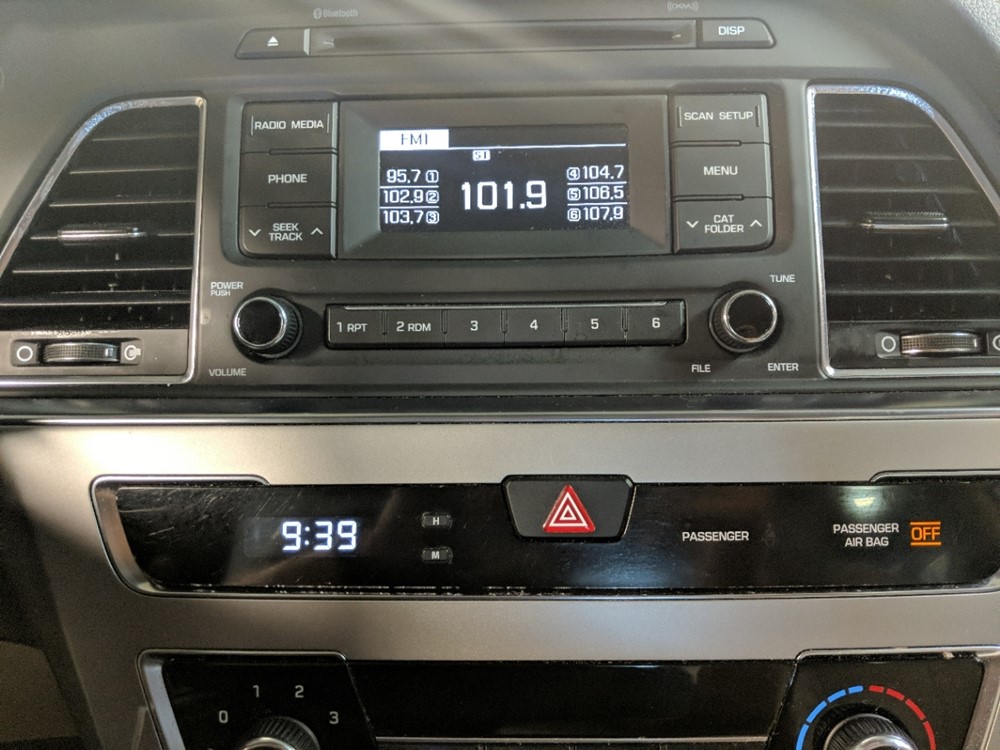 Bluetooth
((XM))
DISP
RADIO MEDIA
SCAN SETUP
FM1
ST
PHONE
MENU
95.7 1
102.9 2
103.7 3
101.9
4 104.7
5 106.5
6 107.9
SEEK
TRACK
CAT
FOLDER
POWER
PUSH
TUNE
1 RPT
2 RDM
3
4
5
6
VOLUME
FILE
ENTER
9:39
H
M
PASSENGER
PASSENGER
AIR BAG
OFF
0
1
2
3